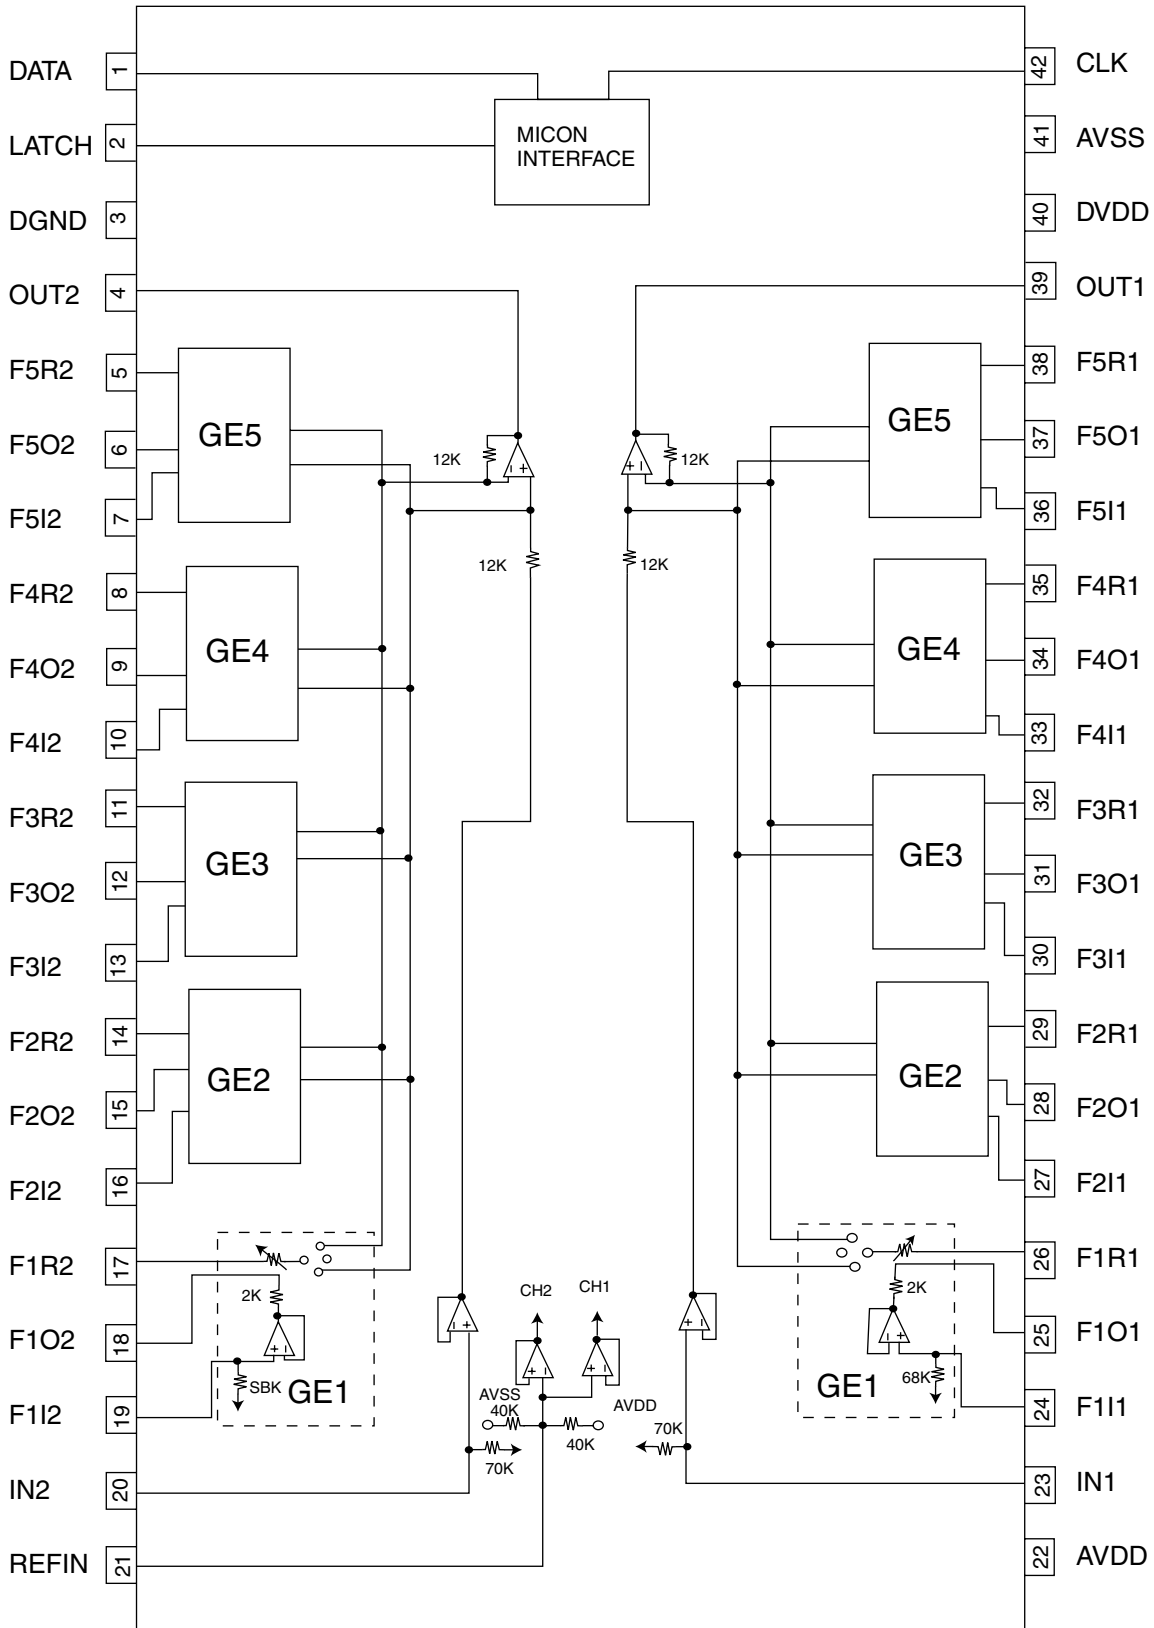 DATA 1
42 CLK
MICON
INTERFACE
LATCH 2
41 AVSS
DGND 3
40 DVDD
OUT2 4
39 OUT1
F5R2 5
38 F5R1
GE5
GE5
F5O2 6
37 F5O1
12K
12K
F5I2 7
36 F5I1
12K
12K
F4R2 8
35 F4R1
GE4
GE4
F4O2 9
34 F4O1
F4I2 10
33 F4I1
F3R2 11
32 F3R1
GE3
GE3
F3O2 12
31 F3O1
F3I2 13
30 F3I1
F2R2 14
29 F2R1
GE2
GE2
F2O2 15
28 F2O1
F2I2 16
27 F2I1
F1R2 17
26 F1R1
2K
CH2
CH1
2K
F1O2 18
25 F1O1
SBK
GE1
AVSS
40K
AVDD
40K
GE1
68K
F1I2 19
24 F1I1
70K
70K
IN2 20
23 IN1
REFIN 21
22 AVDD